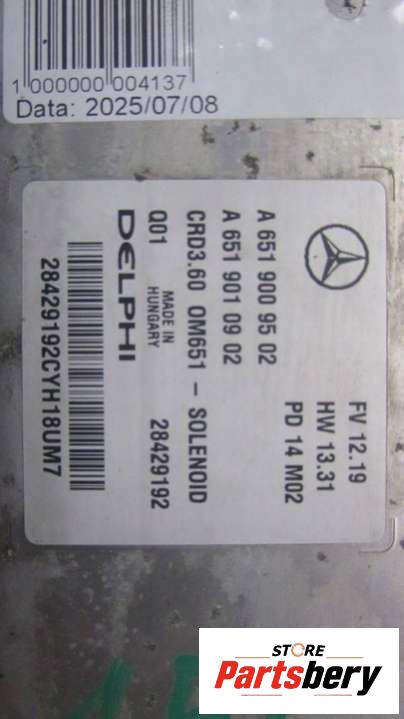 1 000000 004137
Data: 2025/07/08
FV 12.19
HW 13.31
PD 14 M02
A 651 900 95 02
A 651 901 09 02
CRD3.60 OM651 - SOLENOID
Q01 MADE IN HUNGARY 28429192
DELPHI
28429192CYH18UM7
STORE
Partsbery